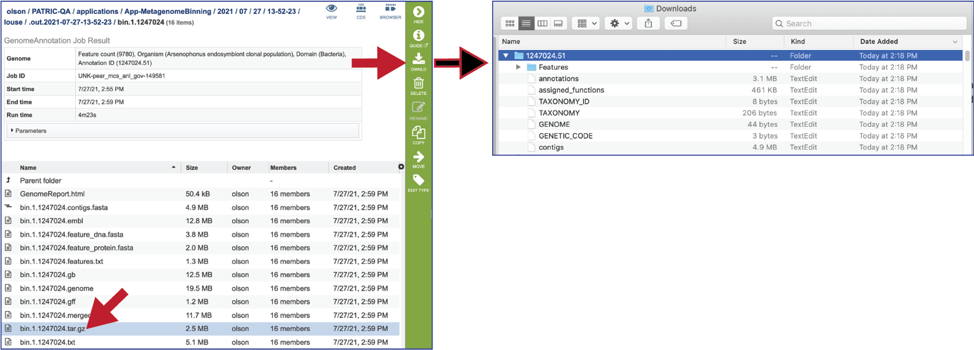 olson / PATRIC-QA / applications / App-MetagenomeBinning / 2021 / 07 / 27 / 13-52-23 /
louse / .out.2021-07-27-13-52-23 / bin.1.1247024 (16 items)
VIEW CDS BROWSER
GenomeAnnotation Job Result
Genome Feature count (9780), Organism (Arsenophonus endosymbiont clonal population), Domain (Bacteria),
Annotation ID (1247024.51)
Job ID UNK-pear_mcs_anl_gov-149581
Start time 7/27/21, 2:55 PM
End time 7/27/21, 2:59 PM
Run time 4m23s
Parameters
HIDE
GUIDE
DWNLD
DELETE
RENAME
COPY
MOVE
EDIT TYPE
Name Size Owner Members Created
Parent folder -
GenomeReport.html 50.4 kB olson 16 members 7/27/21, 2:59 PM
bin.1.1247024.contigs.fasta 4.9 MB olson 16 members 7/27/21, 2:59 PM
bin.1.1247024.embl 12.8 MB olson 16 members 7/27/21, 2:59 PM
bin.1.1247024.feature_dna.fasta 3.8 MB olson 16 members 7/27/21, 2:59 PM
bin.1.1247024.feature_protein.fasta 2.0 MB olson 16 members 7/27/21, 2:59 PM
bin.1.1247024.features.txt 1.3 MB olson 16 members 7/27/21, 2:59 PM
bin.1.1247024.gb 12.5 MB olson 16 members 7/27/21, 2:59 PM
bin.1.1247024.genome 19.5 MB olson 16 members 7/27/21, 2:59 PM
bin.1.1247024.gff 1.2 MB olson 16 members 7/27/21, 2:59 PM
bin.1.1247024.merge 11.7 MB olson 16 members 7/27/21, 2:59 PM
bin.1.1247024.tar.gz 2.5 MB olson 16 members 7/27/21, 2:59 PM
bin.1.1247024.txt 5.1 MB olson 16 members 7/27/21, 2:59 PM
Downloads
Search
Name Size Kind Date Added
1247024.51 -- Folder Today at 2:18 PM
Features -- Folder Today at 2:18 PM
annotations 3.1 MB TextEdit Today at 2:18 PM
assigned_functions 461 KB TextEdit Today at 2:18 PM
TAXONOMY_ID 8 bytes TextEdit Today at 2:18 PM
TAXONOMY 206 bytes TextEdit Today at 2:18 PM
GENOME 44 bytes TextEdit Today at 2:18 PM
GENETIC_CODE 3 bytes TextEdit Today at 2:18 PM
contigs 4.9 MB TextEdit Today at 2:18 PM